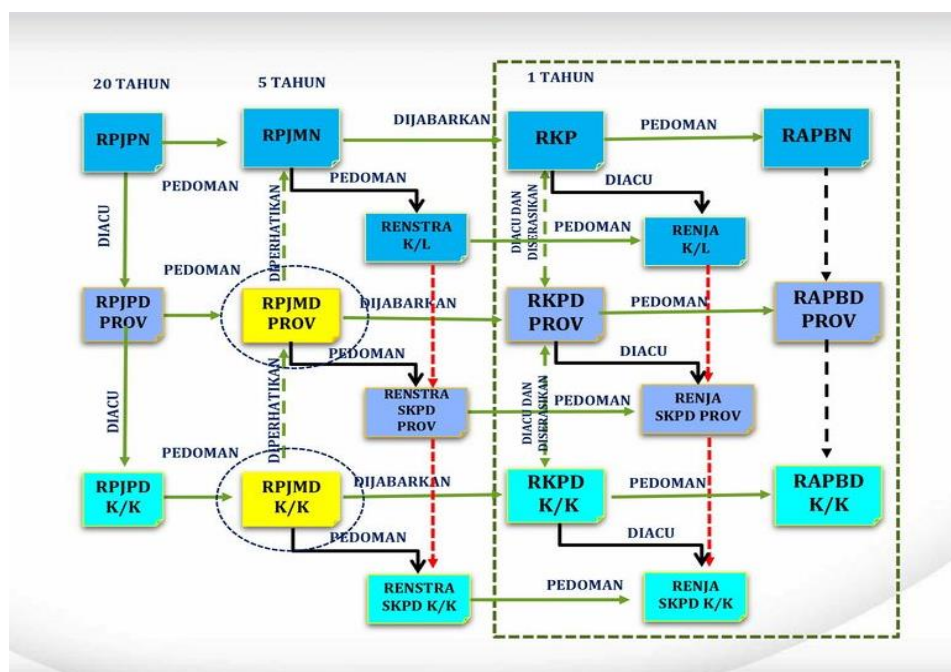 20 TAHUN
5 TAHUN
1 TAHUN
RPJPN
RPJMN
DIJABARKAN
RKP
PEDOMAN
RAPBN
PEDOMAN
PEDOMAN
DIACU
DIACU
DIPERHATIKAN
DIACU DAN
DISERASIKAN
RENSTRA
K/L
PEDOMAN
RENJA
K/L
PEDOMAN
RPJPD
PROV
RPJMD
PROV
DIJABARKAN
RKPD
PROV
PEDOMAN
RAPBD
PROV
PEDOMAN
DIACU
DIACU
DIPERHATIKAN
DIACU DAN
DISERASIKAN
RENSTRA
SKPD
PROV
PEDOMAN
RENJA
SKPD PROV
PEDOMAN
RPJPD
K/K
RPJMD
K/K
DIJABARKAN
RKPD
K/K
PEDOMAN
RAPBD
K/K
PEDOMAN
DIACU
RENSTRA
SKPD K/K
PEDOMAN
RENJA
SKPD K/K